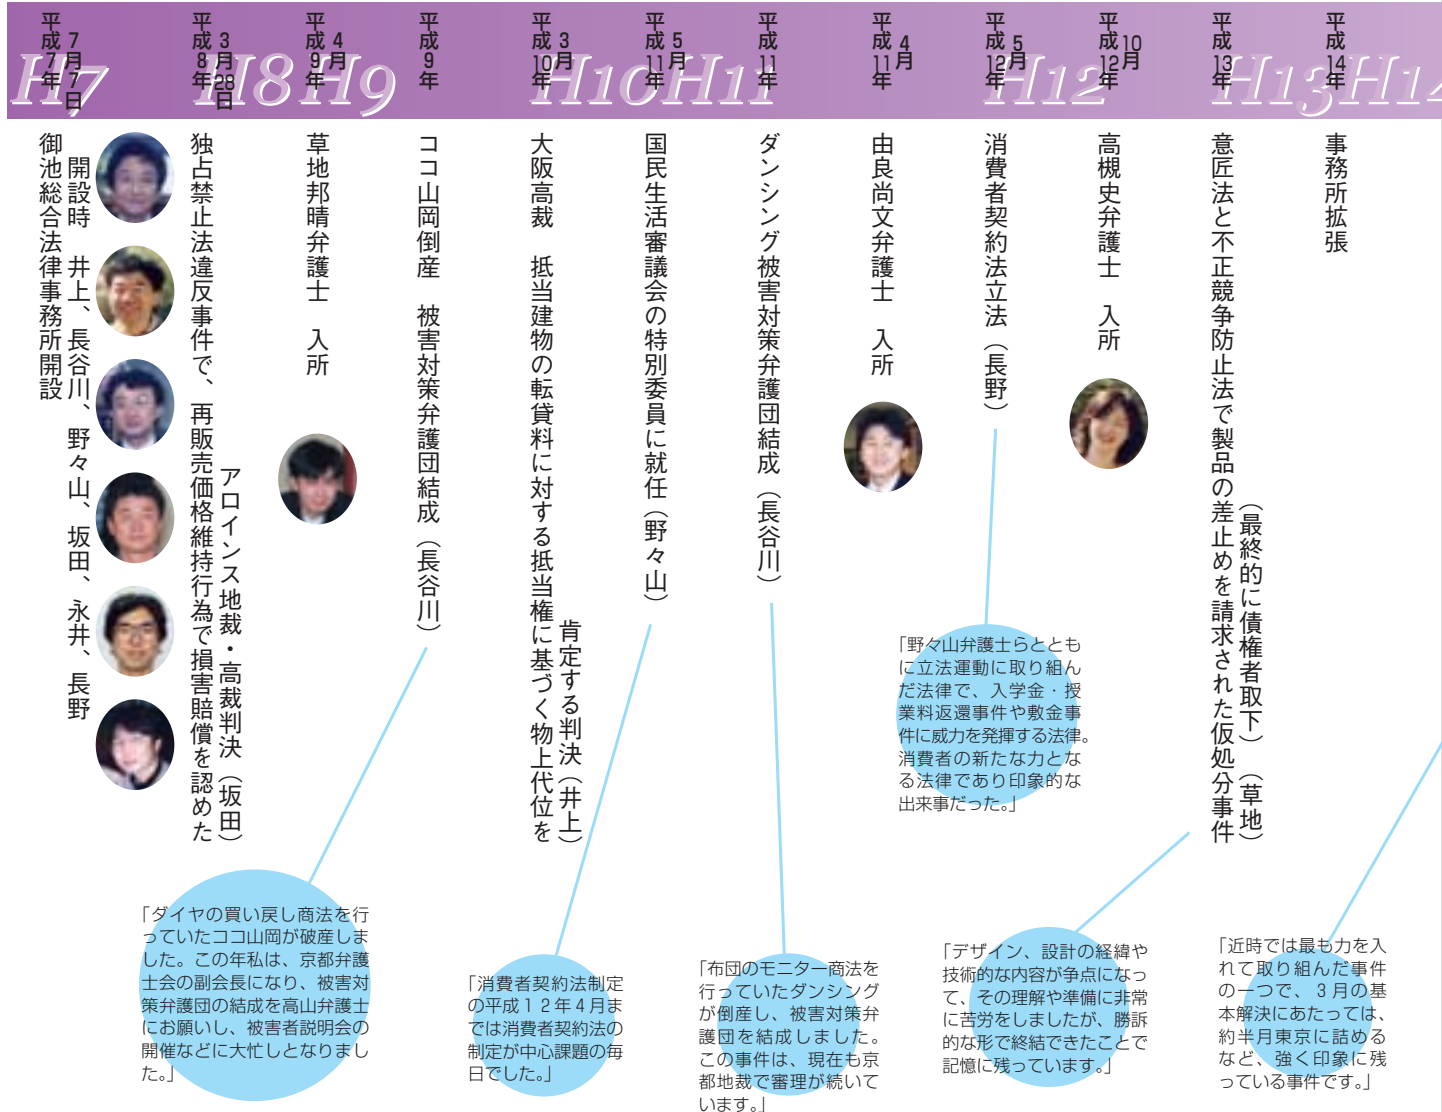 平成7年
7月7日
H7
御池総合法律事務所開設
開設時　井上、長谷川、野々山、坂田、永井、長野
平成8年
3月28日
H8
独占禁止法違反事件で、再販売価格維持行為で損害賠償を認めた
アロインス地裁・高裁判決（坂田）
平成9年
4月
H9
草地邦晴弁護士　入所
平成9年
ココ山岡倒産　被害対策弁護団結成（長谷川）
「ダイヤの買い戻し商法を行
っていたココ山岡が破産しま
した。この年私は、京都弁護
士会の副会長になり、被害対
策弁護団の結成を高山弁護士
にお願いし、被害者説明会の
開催などに大忙しとなりまし
た。」
平成10年
3月
H10
大阪高裁　抵当建物の転貸料に対する抵当権に基づく物上代位を
肯定する判決（井上）
平成11年
5月
H11
国民生活審議会の特別委員に就任（野々山）
「消費者契約法制定
の平成１２年４月ま
では消費者契約法の
制定が中心課題の毎
日でした。」
平成11年
ダンシング被害対策弁護団結成（長谷川）
「布団のモニター商法を
行っていたダンシング
が倒産し、被害対策弁
護団を結成しました。
この事件は、現在も京
都地裁で審理が続いて
います。」
平成11年
4月
由良尚文弁護士　入所
平成12年
5月
H12
消費者契約法立法（長野）
「野々山弁護士らととも
に立法運動に取り組ん
だ法律で、入学金・授
業料返還事件や敷金事
件に威力を発揮する法律。
消費者の新たな力とな
る法律であり印象的な
出来事だった。」
平成12年
10月
高槻史弁護士　入所
平成13年
H13
意匠法と不正競争防止法で製品の差止めを請求された仮処分事件
（最終的に債権者取下）（草地）
「デザイン、設計の経緯や
技術的な内容が争点になっ
て、その理解や準備に非常
に苦労をしましたが、勝訴
的な形で終結できたことで
記憶に残っています。」
平成14年
H14
事務所拡張
「近時では最も力を入
れて取り組んだ事件
の一つで、３月の基
本解決にあたっては、
約半月東京に詰める
など、強く印象に残
っている事件です。」